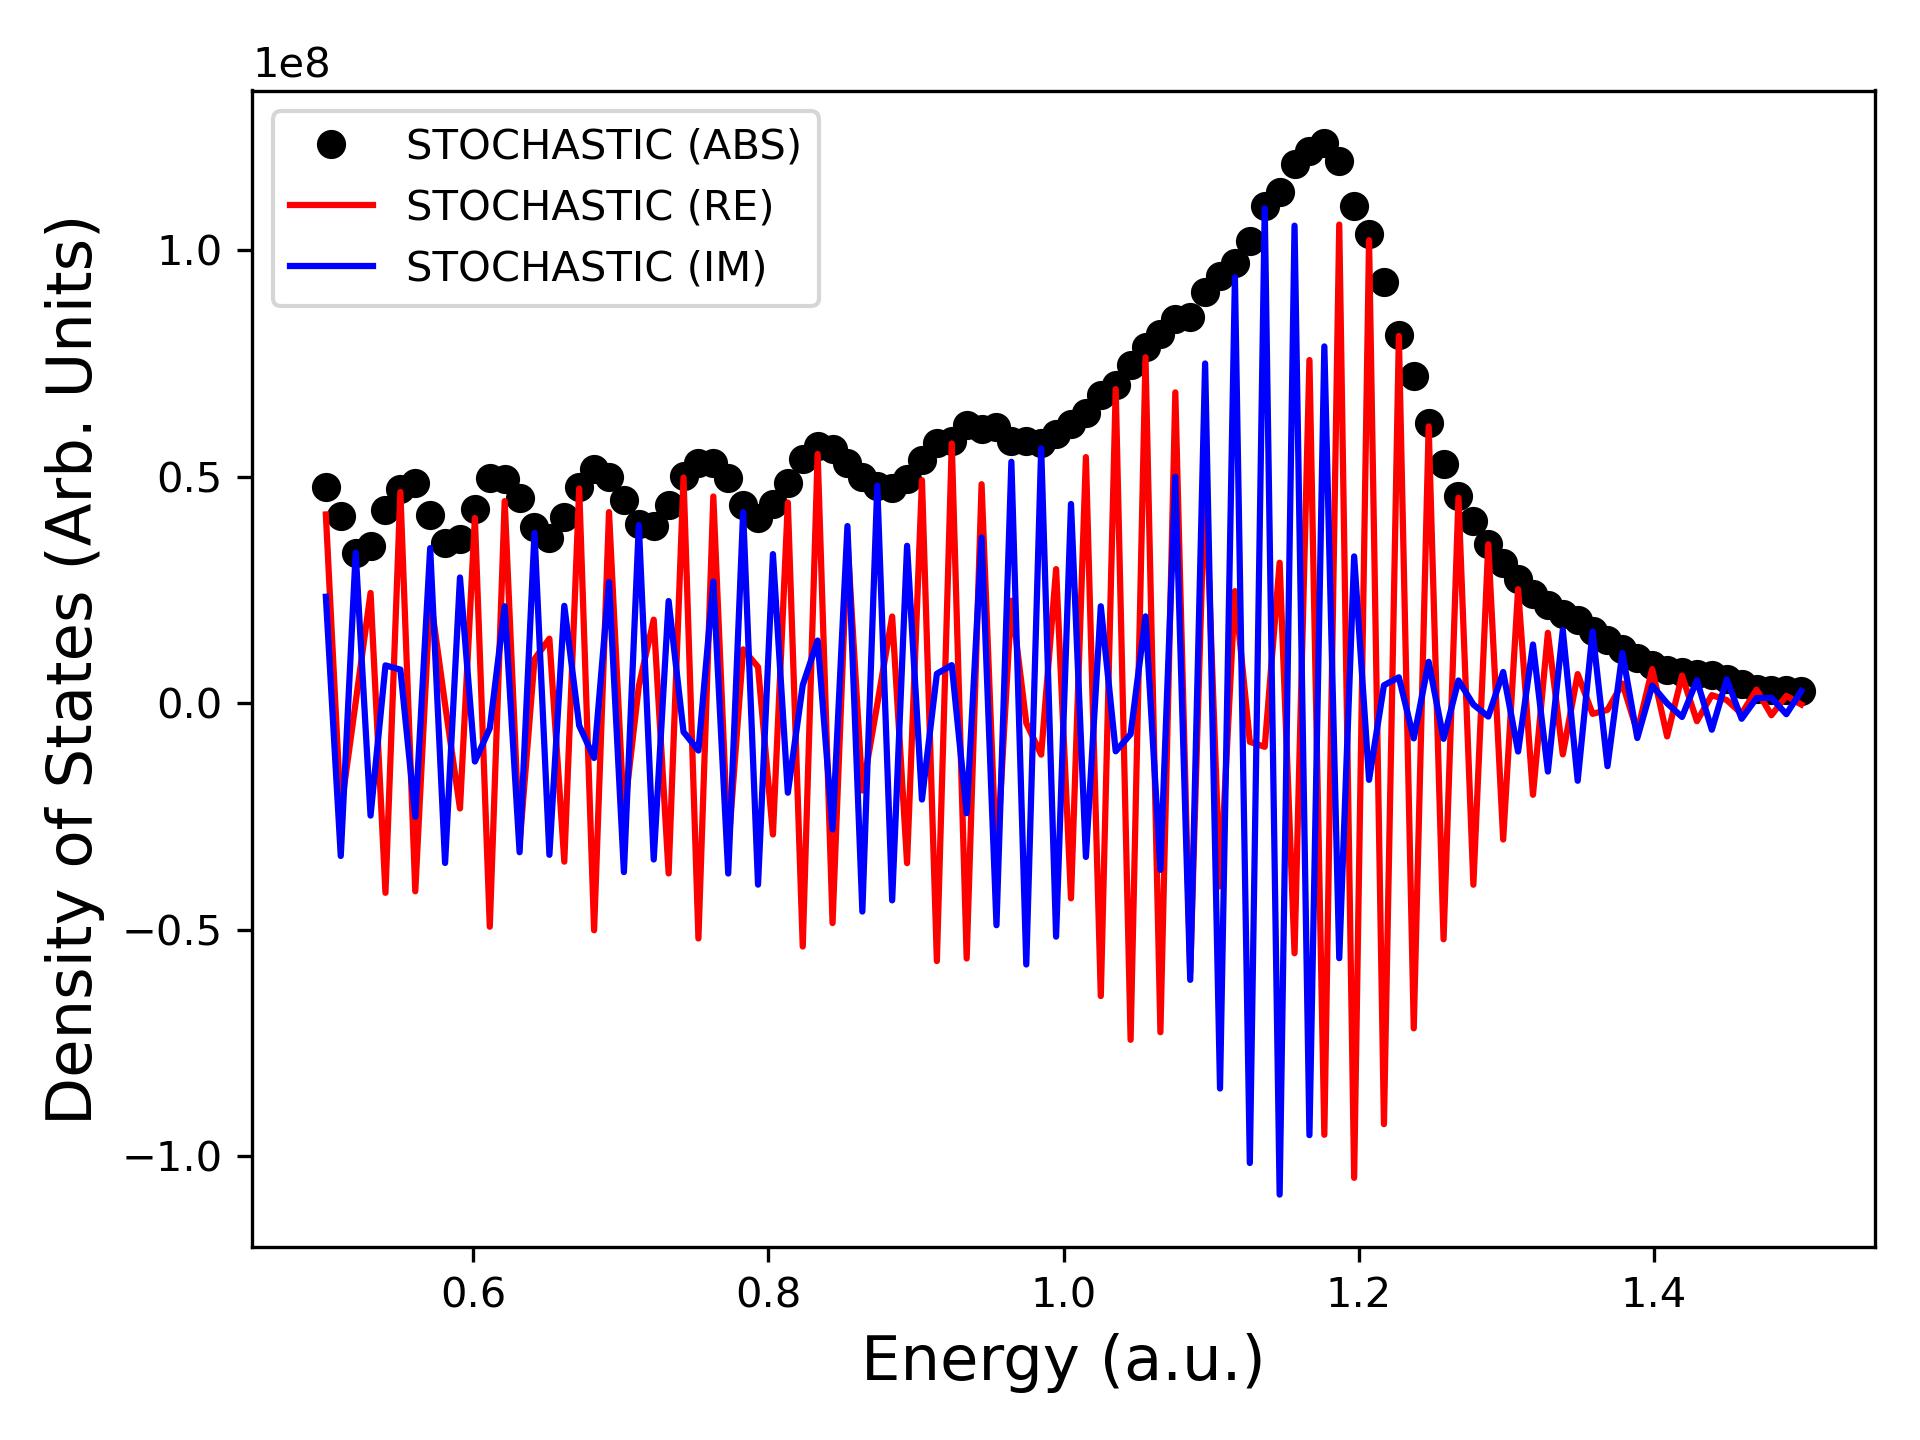 1e8
STOCHASTIC (ABS)
STOCHASTIC (RE)
STOCHASTIC (IM)
1.0
0.5
0.0
−0.5
−1.0
Density of States (Arb. Units)
0.6 0.8 1.0 1.2 1.4
Energy (a.u.)